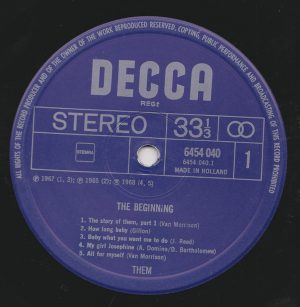 ALL RIGHTS OF THE RECORD PRODUCER AND OF THE OWNER OF THE WORK REPRODUCED RESERVED. COPYING, PUBLIC PERFORMANCE AND BROADCASTING OF THIS RECORD PROHIBITED
DECCA
REGᵈ
STEREO
33⅓
STEMRA
6454 040
6454 040.1
MADE IN HOLLAND
1
℗ 1967 (1, 3); ℗ 1965 (2) ℗ 1968 (4, 5)
THE BEGINNING
1. The story of them, part I (Van Morrison)
2. How long baby (Gillon)
3. Baby what you want me to do (J. Reed)
4. My girl Josephine (A. Domino/D. Bartholomew)
5. All for myself (Van Morrison)
THEM